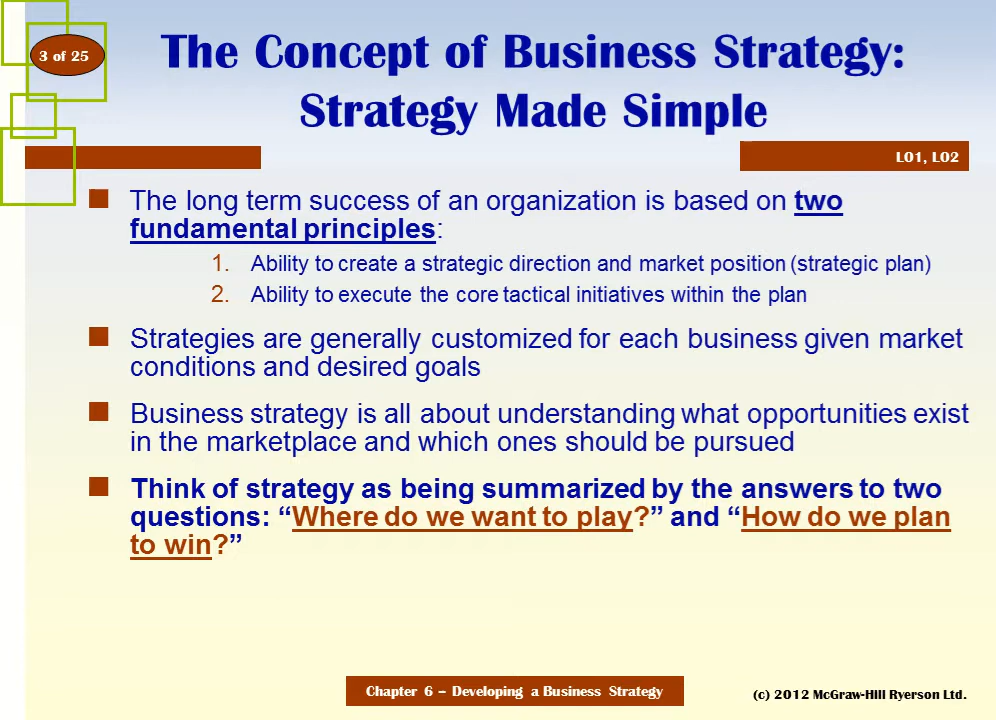 3 of 25
The Concept of Business Strategy:
Strategy Made Simple
LO1, LO2
The long term success of an organization is based on two
fundamental principles:
1. Ability to create a strategic direction and market position (strategic plan)
2. Ability to execute the core tactical initiatives within the plan
Strategies are generally customized for each business given market
conditions and desired goals
Business strategy is all about understanding what opportunities exist
in the marketplace and which ones should be pursued
Think of strategy as being summarized by the answers to two
questions: “Where do we want to play?” and “How do we plan
to win?”
Chapter 6 – Developing a Business Strategy
(c) 2012 McGraw-Hill Ryerson Ltd.